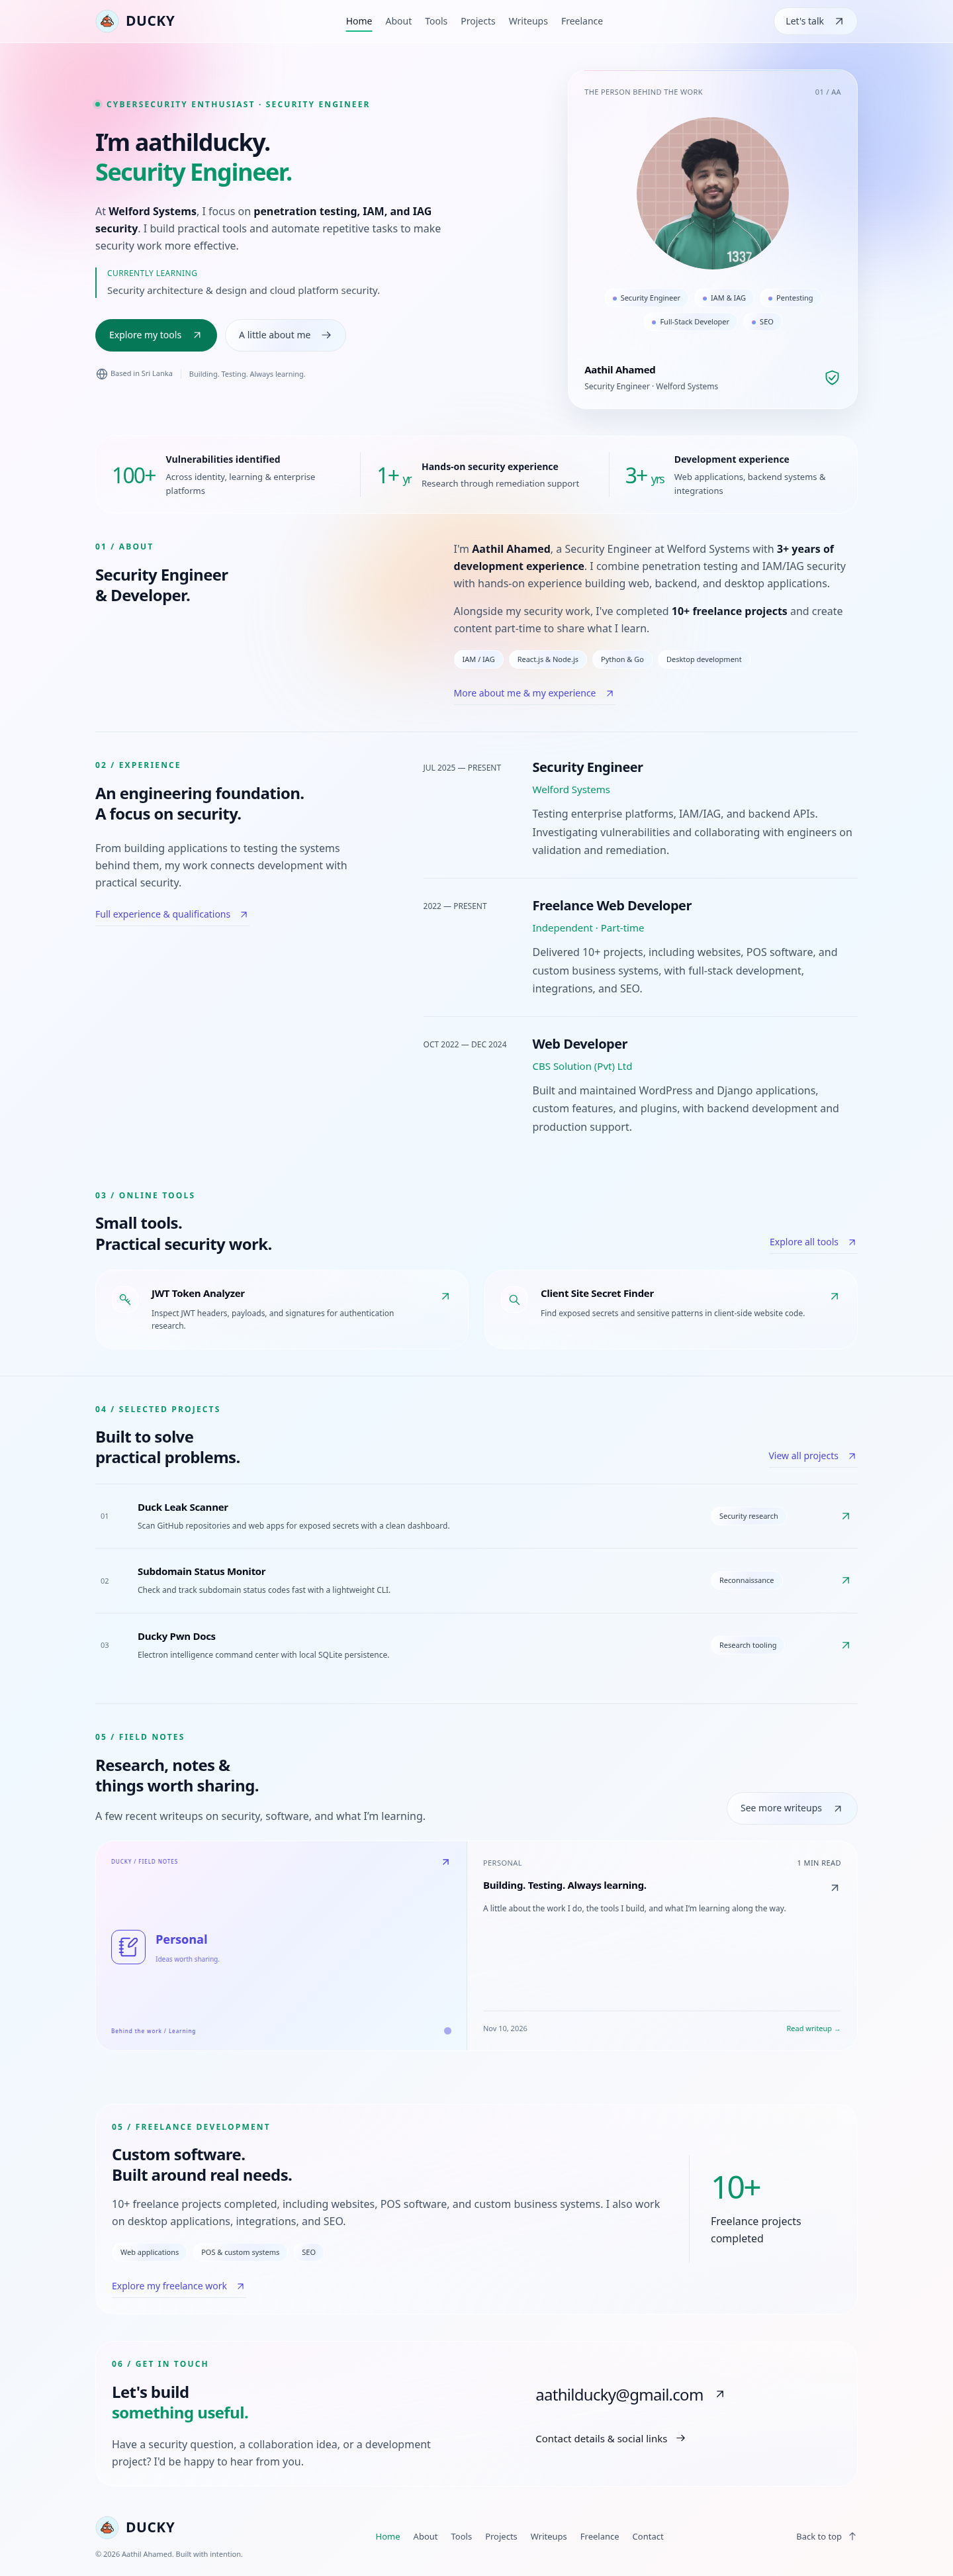 DUCKY
Home About Tools Projects Writeups Freelance
Let's talk
CYBERSECURITY ENTHUSIAST · SECURITY ENGINEER
I’m aathilducky.
Security Engineer.
At Welford Systems, I focus on penetration testing, IAM, and IAG
security. I build practical tools and automate repetitive tasks to make
security work more effective.
CURRENTLY LEARNING
Security architecture & design and cloud platform security.
Explore my tools
A little about me
Based in Sri Lanka
Building. Testing. Always learning.
THE PERSON BEHIND THE WORK
01 / AA
1337
Security Engineer
IAM & IAG
Pentesting
Full-Stack Developer
SEO
Aathil Ahamed
Security Engineer · Welford Systems
100+
Vulnerabilities identified
Across identity, learning & enterprise
platforms
1+ yr
Hands-on security experience
Research through remediation support
3+ yrs
Development experience
Web applications, backend systems &
integrations
01 / ABOUT
Security Engineer
& Developer.
I'm Aathil Ahamed, a Security Engineer at Welford Systems with 3+ years of
development experience. I combine penetration testing and IAM/IAG security
with hands-on experience building web, backend, and desktop applications.
Alongside my security work, I've completed 10+ freelance projects and create
content part-time to share what I learn.
IAM / IAG
React.js & Node.js
Python & Go
Desktop development
More about me & my experience
02 / EXPERIENCE
An engineering foundation.
A focus on security.
From building applications to testing the systems
behind them, my work connects development with
practical security.
Full experience & qualifications
JUL 2025 — PRESENT
Security Engineer
Welford Systems
Testing enterprise platforms, IAM/IAG, and backend APIs.
Investigating vulnerabilities and collaborating with engineers on
validation and remediation.
2022 — PRESENT
Freelance Web Developer
Independent · Part-time
Delivered 10+ projects, including websites, POS software, and
custom business systems, with full-stack development,
integrations, and SEO.
OCT 2022 — DEC 2024
Web Developer
CBS Solution (Pvt) Ltd
Built and maintained WordPress and Django applications,
custom features, and plugins, with backend development and
production support.
03 / ONLINE TOOLS
Small tools.
Practical security work.
Explore all tools
JWT Token Analyzer
Inspect JWT headers, payloads, and signatures for authentication
research.
Client Site Secret Finder
Find exposed secrets and sensitive patterns in client-side website code.
04 / SELECTED PROJECTS
Built to solve
practical problems.
View all projects
01
Duck Leak Scanner
Scan GitHub repositories and web apps for exposed secrets with a clean dashboard.
Security research
02
Subdomain Status Monitor
Check and track subdomain status codes fast with a lightweight CLI.
Reconnaissance
03
Ducky Pwn Docs
Electron intelligence command center with local SQLite persistence.
Research tooling
05 / FIELD NOTES
Research, notes &
things worth sharing.
A few recent writeups on security, software, and what I’m learning.
See more writeups
DUCKY / FIELD NOTES
Personal
Ideas worth sharing.
Behind the work / Learning
PERSONAL
1 MIN READ
Building. Testing. Always learning.
A little about the work I do, the tools I build, and what I’m learning along the way.
Nov 10, 2026
Read writeup →
05 / FREELANCE DEVELOPMENT
Custom software.
Built around real needs.
10+ freelance projects completed, including websites, POS software, and custom business systems. I also work
on desktop applications, integrations, and SEO.
Web applications
POS & custom systems
SEO
Explore my freelance work
10+
Freelance projects
completed
06 / GET IN TOUCH
Let's build
something useful.
Have a security question, a collaboration idea, or a development
project? I'd be happy to hear from you.
aathilducky@gmail.com
Contact details & social links
DUCKY
© 2026 Aathil Ahamed. Built with intention.
Home About Tools Projects Writeups Freelance Contact
Back to top